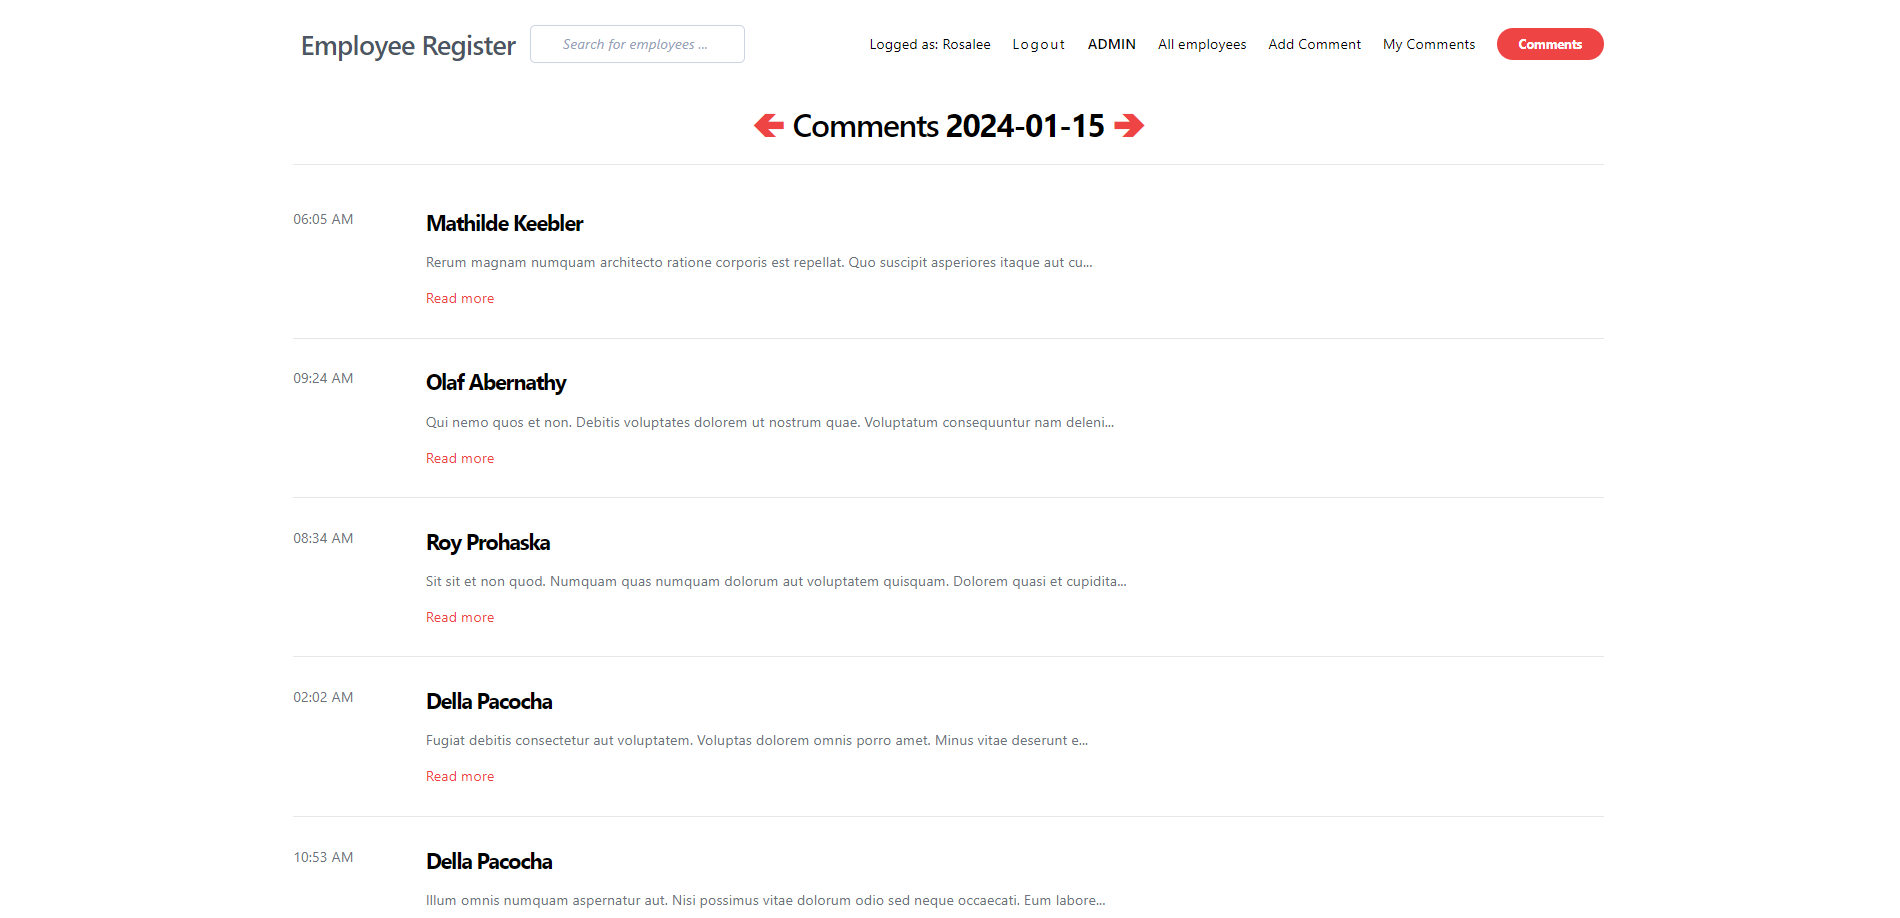 Employee Register
Search for employees ...
Logged as: Rosalee Logout ADMIN All employees Add Comment My Comments Comments
Comments 2024-01-15
06:05 AM
Mathilde Keebler
Rerum magnam numquam architecto ratione corporis est repellat. Quo suscipit asperiores itaque aut cu...
Read more
09:24 AM
Olaf Abernathy
Qui nemo quos et non. Debitis voluptates dolorem ut nostrum quae. Voluptatum consequuntur nam deleni...
Read more
08:34 AM
Roy Prohaska
Sit sit et non quod. Numquam quas numquam dolorum aut voluptatem quisquam. Dolorem quasi et cupidita...
Read more
02:02 AM
Della Pacocha
Fugiat debitis consectetur aut voluptatem. Voluptas dolorem omnis porro amet. Minus vitae deserunt e...
Read more
10:53 AM
Della Pacocha
Illum omnis numquam aspernatur aut. Nisi possimus vitae dolorum odio sed neque occaecati. Eum labore...